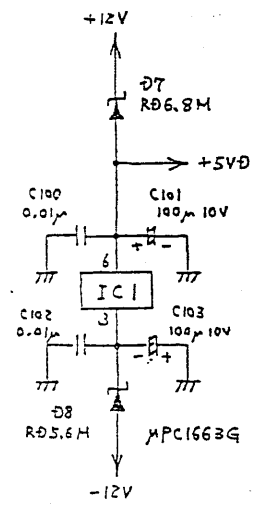 +12V
D7
RD6.8M
+5VD
C100
0.01μ
C101
100μ 10V
+ -
6
IC1
3
C102
0.01μ
C103
100μ 10V
- +
D8
RD5.6M
μPC1663G
-12V